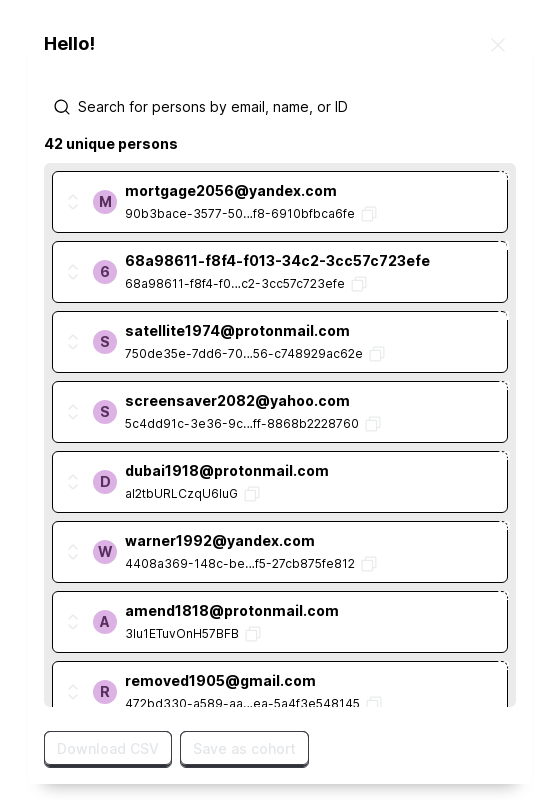 Hello!
Search for persons by email, name, or ID
42 unique persons
M
mortgage2056@yandex.com
90b3bace-3577-50...f8-6910bfbca6fe
6
68a98611-f8f4-f013-34c2-3cc57c723efe
68a98611-f8f4-f0...c2-3cc57c723efe
S
satellite1974@protonmail.com
750de35e-7dd6-70...56-c748929ac62e
S
screensaver2082@yahoo.com
5c4dd91c-3e36-9c...ff-8868b2228760
D
dubai1918@protonmail.com
al2tbURLCzqU6luG
W
warner1992@yandex.com
4408a369-148c-be...f5-27cb875fe812
A
amend1818@protonmail.com
3lu1ETuvOnH57BFB
R
removed1905@gmail.com
472bd330-a589-aa...ea-5a4f3e548145
Download CSV Save as cohort